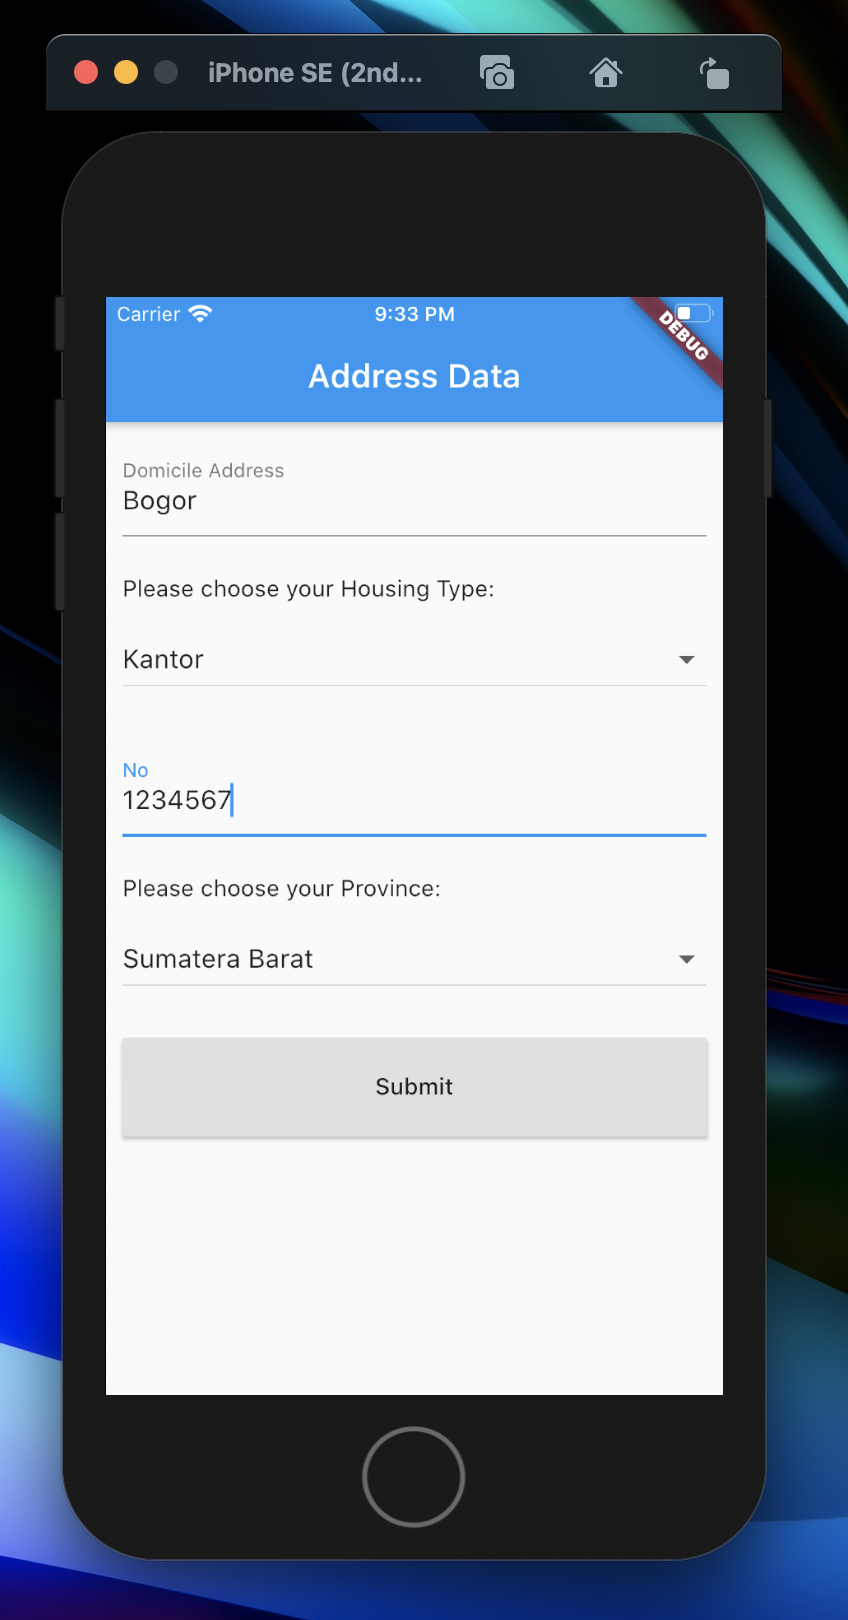 iPhone SE (2nd...
Carrier 9:33 PM
DEBUG
Address Data
Domicile Address
Bogor
Please choose your Housing Type:
Kantor
No
1234567
Please choose your Province:
Sumatera Barat
Submit